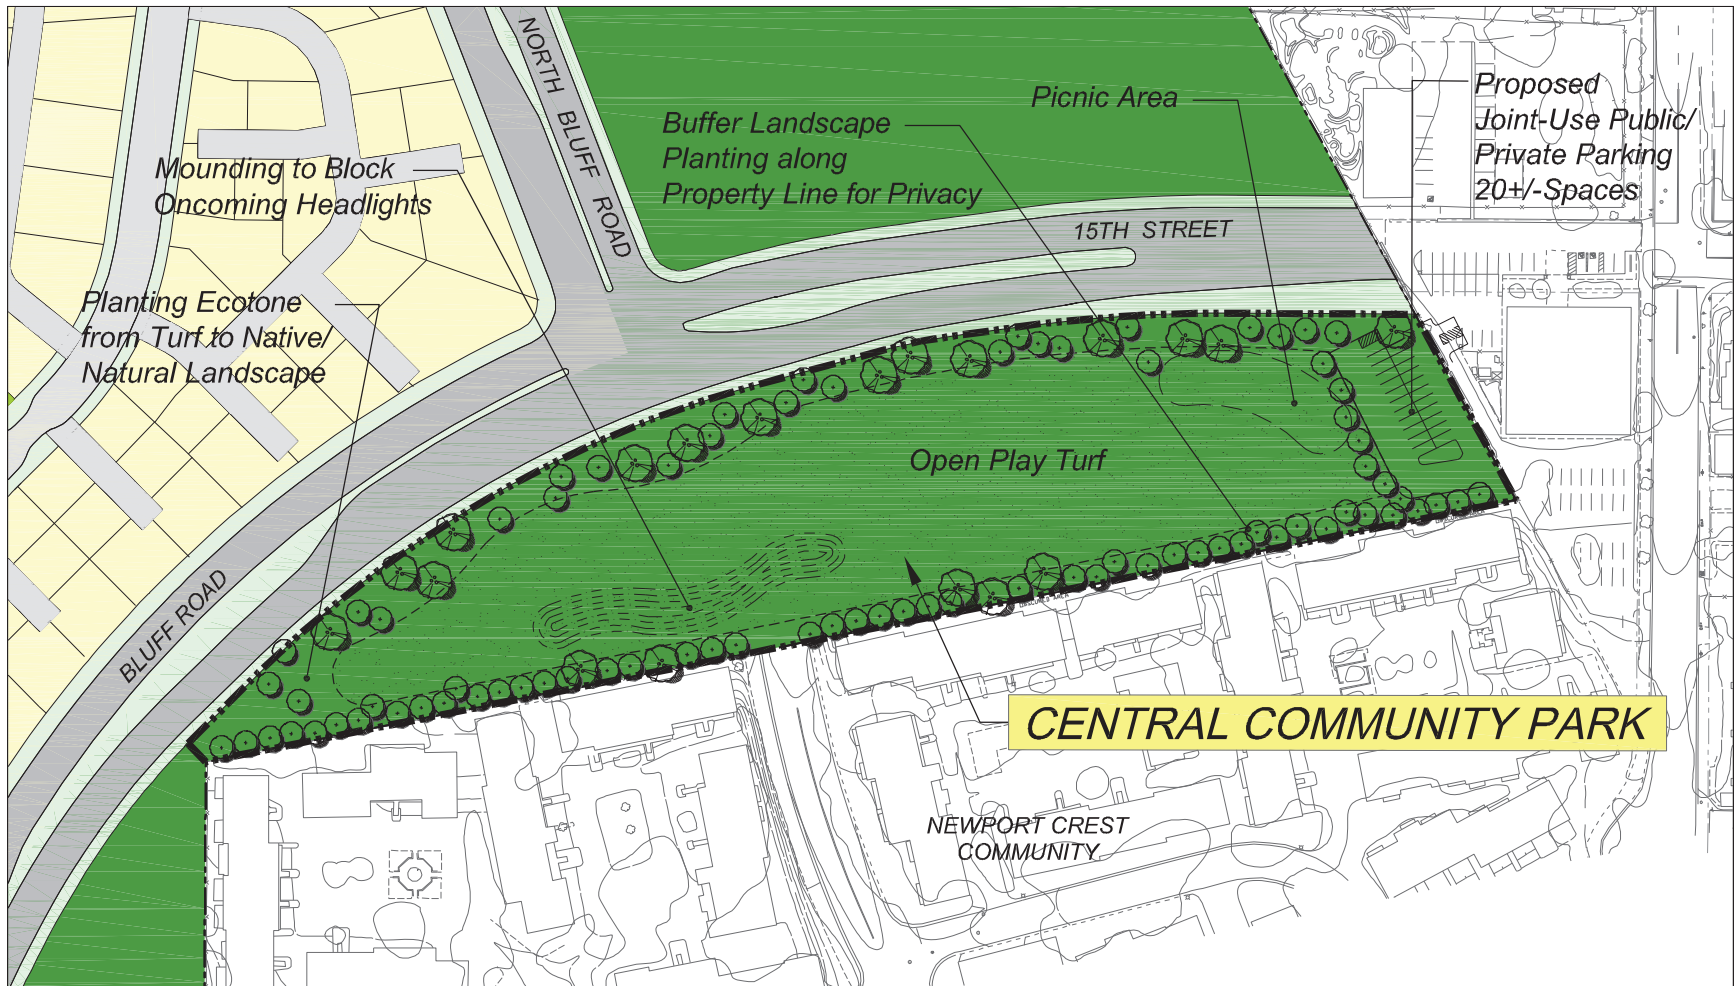 NORTH BLUFF ROAD
Picnic Area
Proposed
Joint-Use Public/
Private Parking
20+/-Spaces
Buffer Landscape
Planting along
Property Line for Privacy
Mounding to Block
Oncoming Headlights
15TH STREET
Planting Ecotone
from Turf to Native/
Natural Landscape
Open Play Turf
BLUFF ROAD
OBSCURED AREA
CENTRAL COMMUNITY PARK
NEWPORT CREST
COMMUNITY